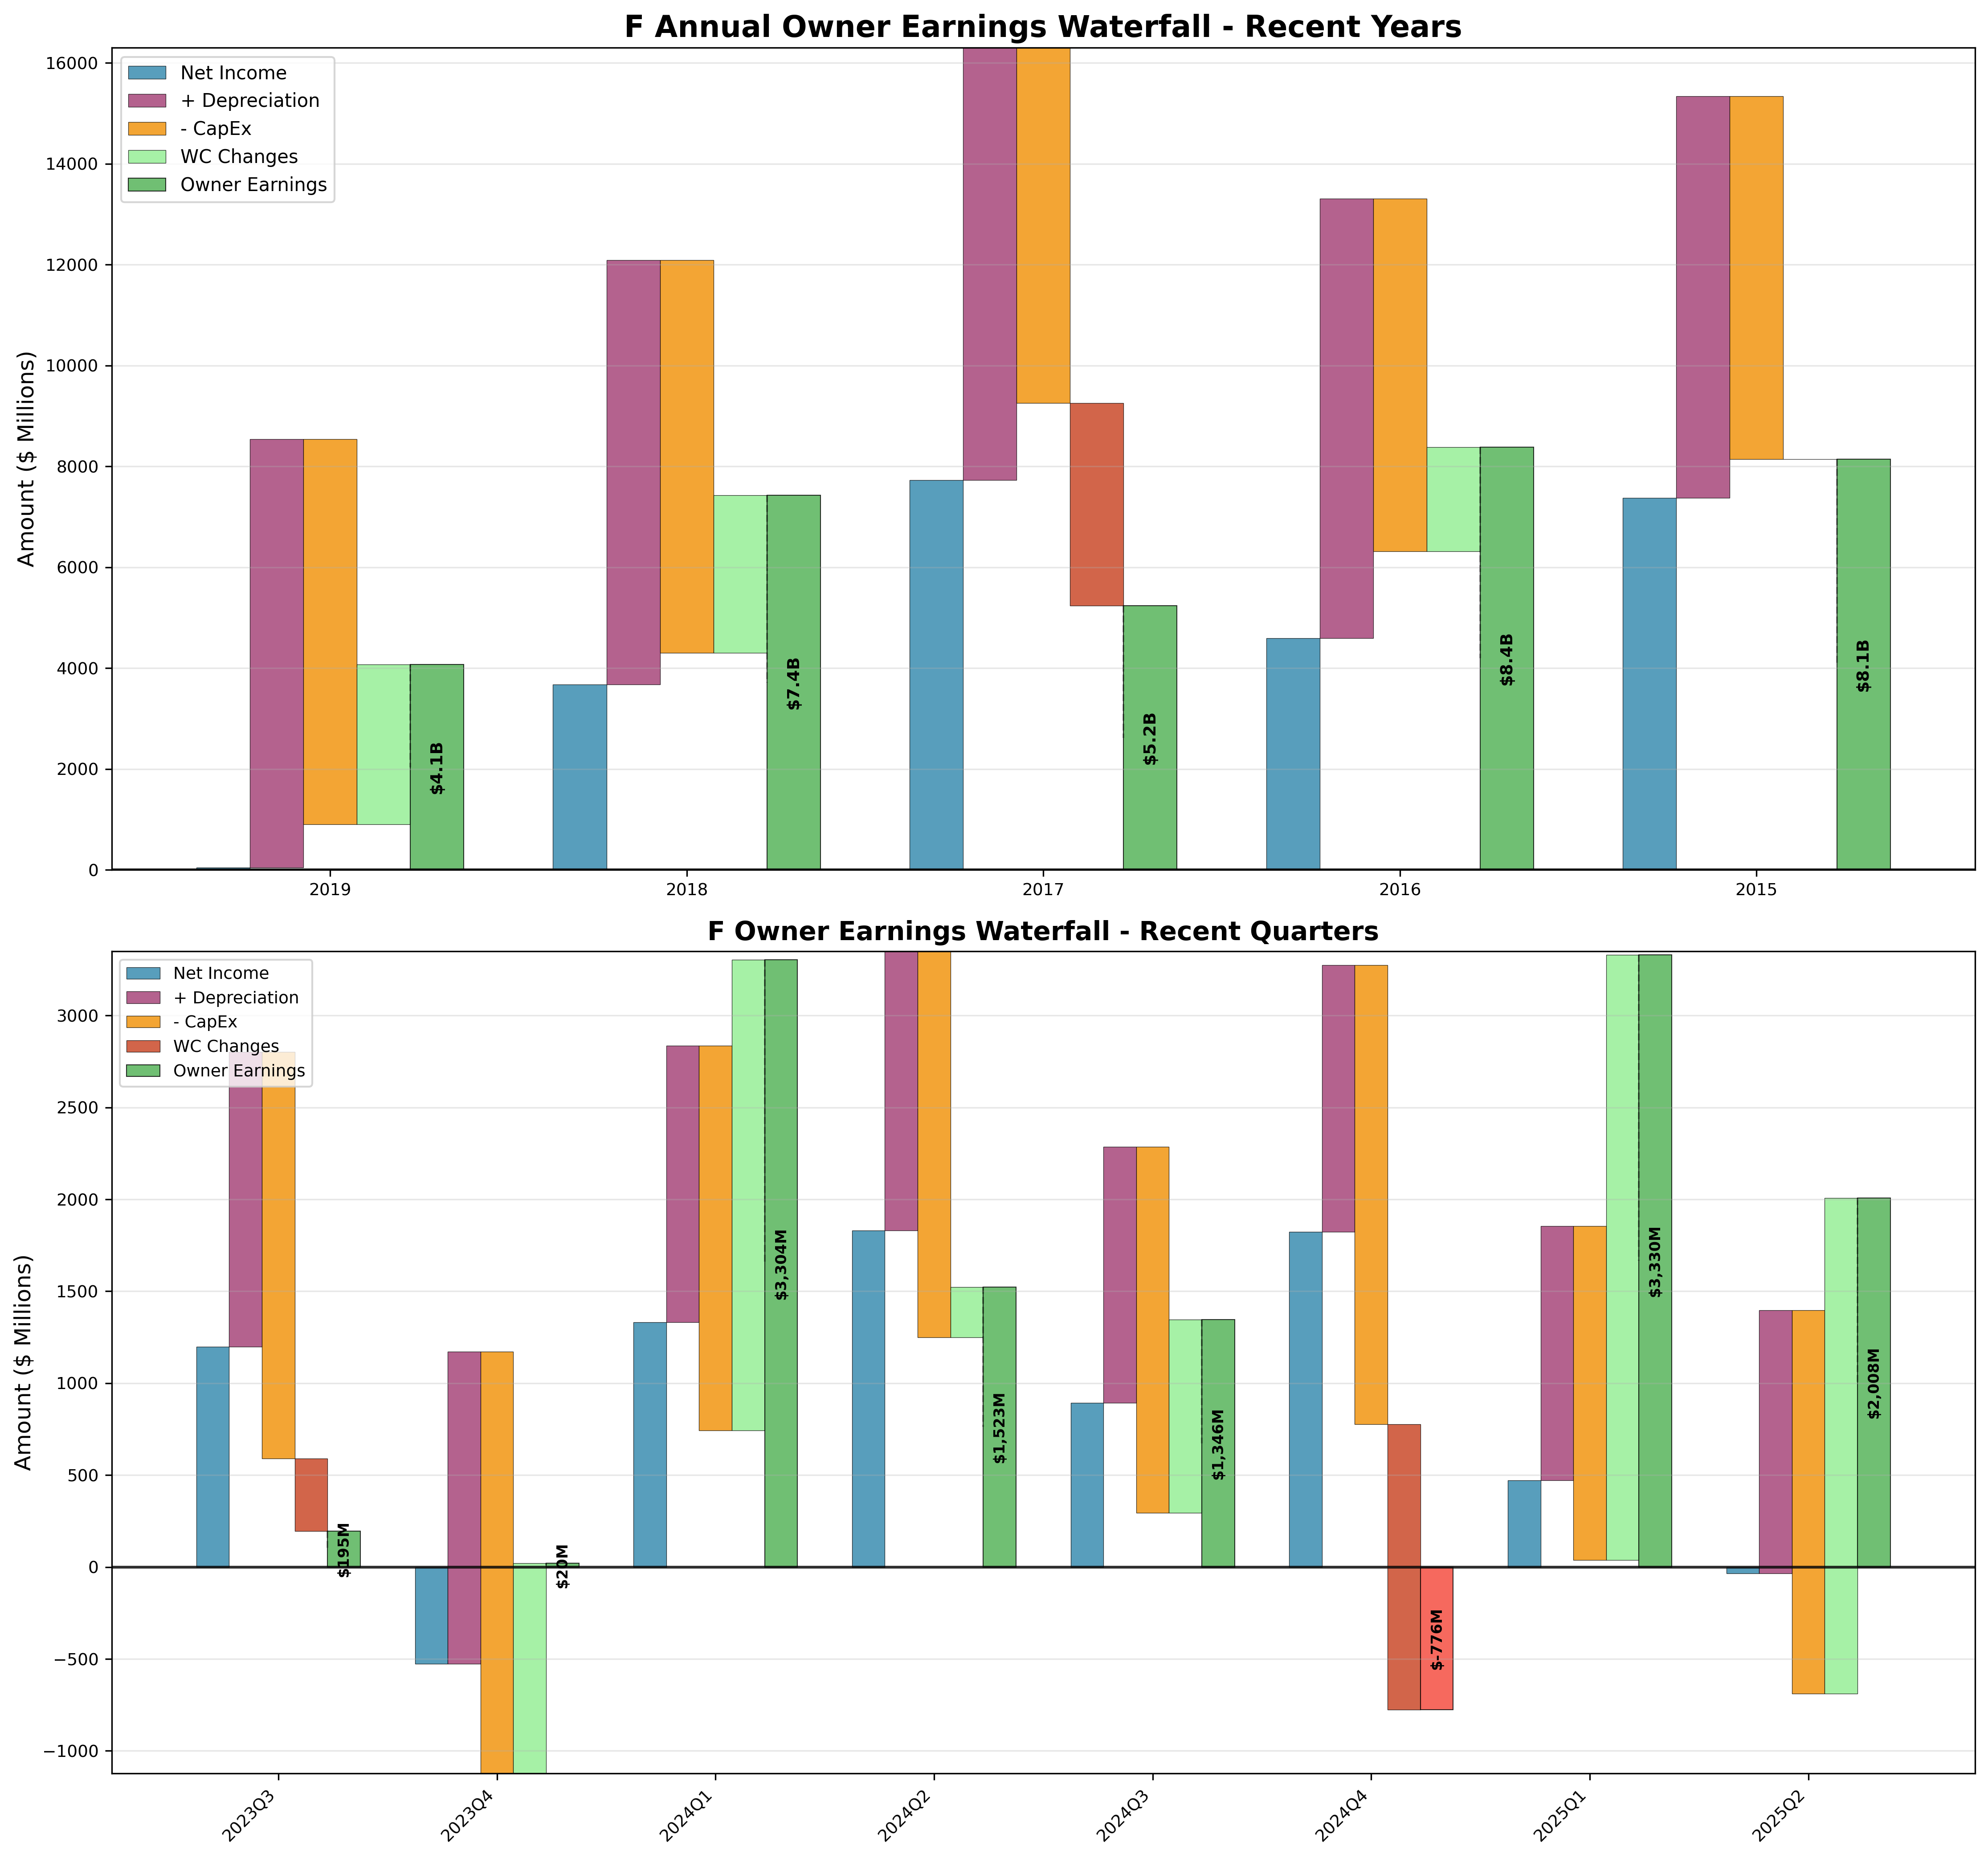 F Annual Owner Earnings Waterfall - Recent Years
Amount ($ Millions)
16000
14000
12000
10000
8000
6000
4000
2000
0
Net Income
+ Depreciation
- CapEx
WC Changes
Owner Earnings
$4.1B
$7.4B
$5.2B
$8.4B
$8.1B
2019
2018
2017
2016
2015
F Owner Earnings Waterfall - Recent Quarters
Amount ($ Millions)
3000
2500
2000
1500
1000
500
0
−500
−1000
Net Income
+ Depreciation
- CapEx
WC Changes
Owner Earnings
$195M
$20M
$3,304M
$1,523M
$1,346M
$-776M
$3,330M
$2,008M
2023Q3
2023Q4
2024Q1
2024Q2
2024Q3
2024Q4
2025Q1
2025Q2